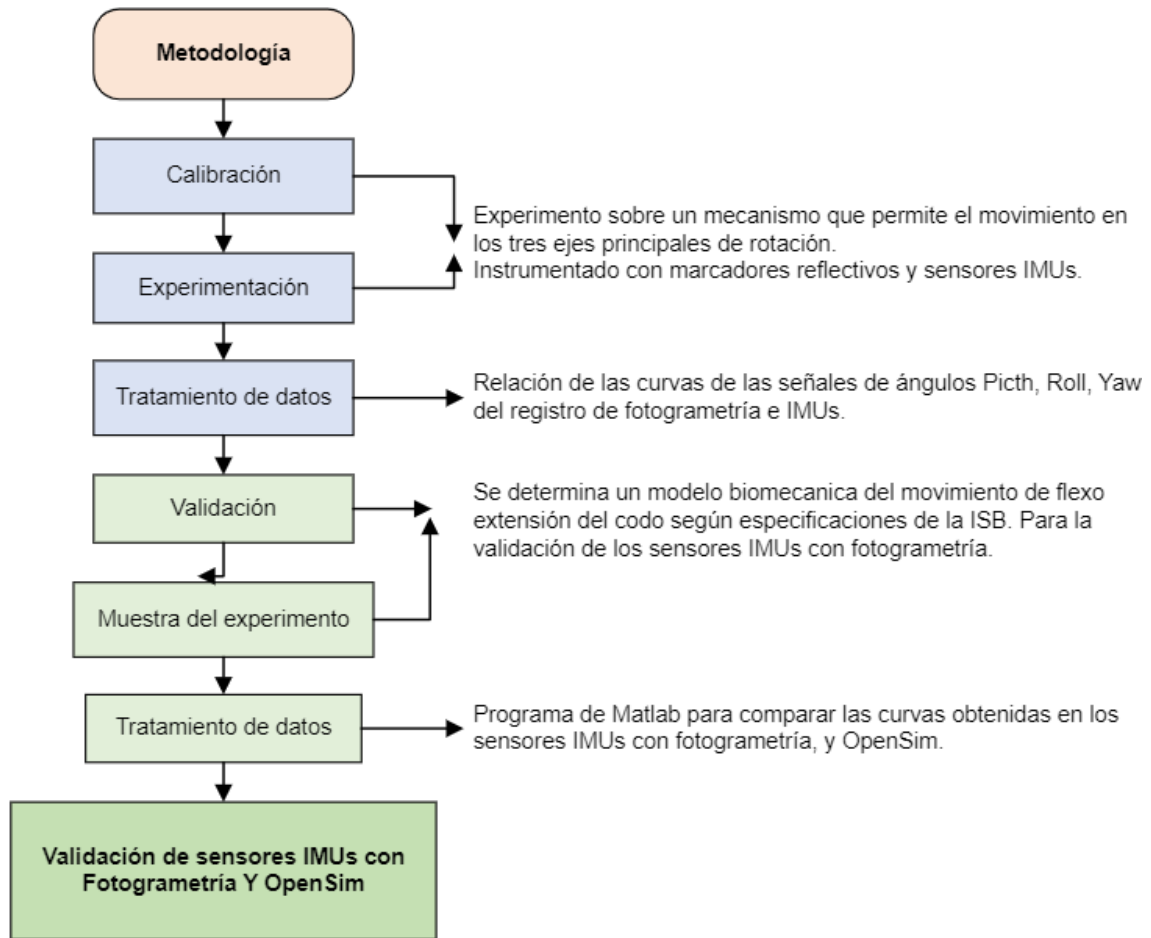 Metodología
Calibración
Experimento sobre un mecanismo que permite el movimiento en
los tres ejes principales de rotación.
Instrumentado con marcadores reflectivos y sensores IMUs.
Experimentación
Tratamiento de datos
Relación de las curvas de las señales de ángulos Picth, Roll, Yaw
del registro de fotogrametría e IMUs.
Validación
Se determina un modelo biomecanica del movimiento de flexo
extensión del codo según especificaciones de la ISB. Para la
validación de los sensores IMUs con fotogrametría.
Muestra del experimento
Tratamiento de datos
Programa de Matlab para comparar las curvas obtenidas en los
sensores IMUs con fotogrametría, y OpenSim.
Validación de sensores IMUs con
Fotogrametría Y OpenSim